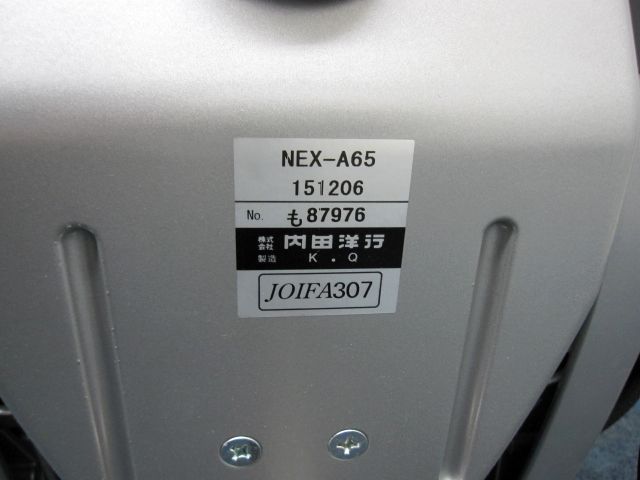 NEX-A65
151206
No. も87976
株式会社 内田洋行
製造 K.Q
JOIFA307